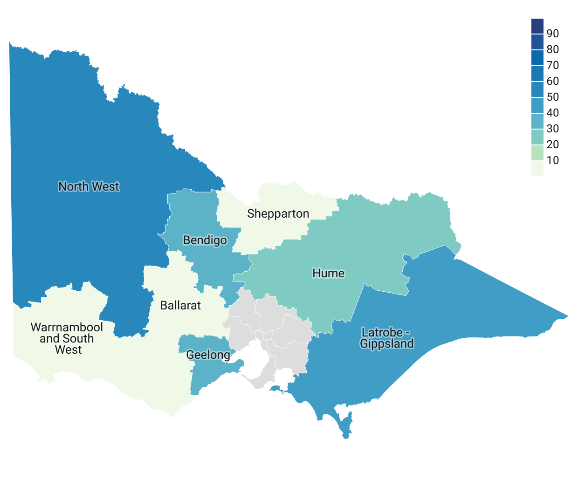 90
80
70
60
50
40
30
20
10
North West
Shepparton
Bendigo
Hume
Ballarat
Warrnambool
and South
West
Latrobe -
Gippsland
Geelong